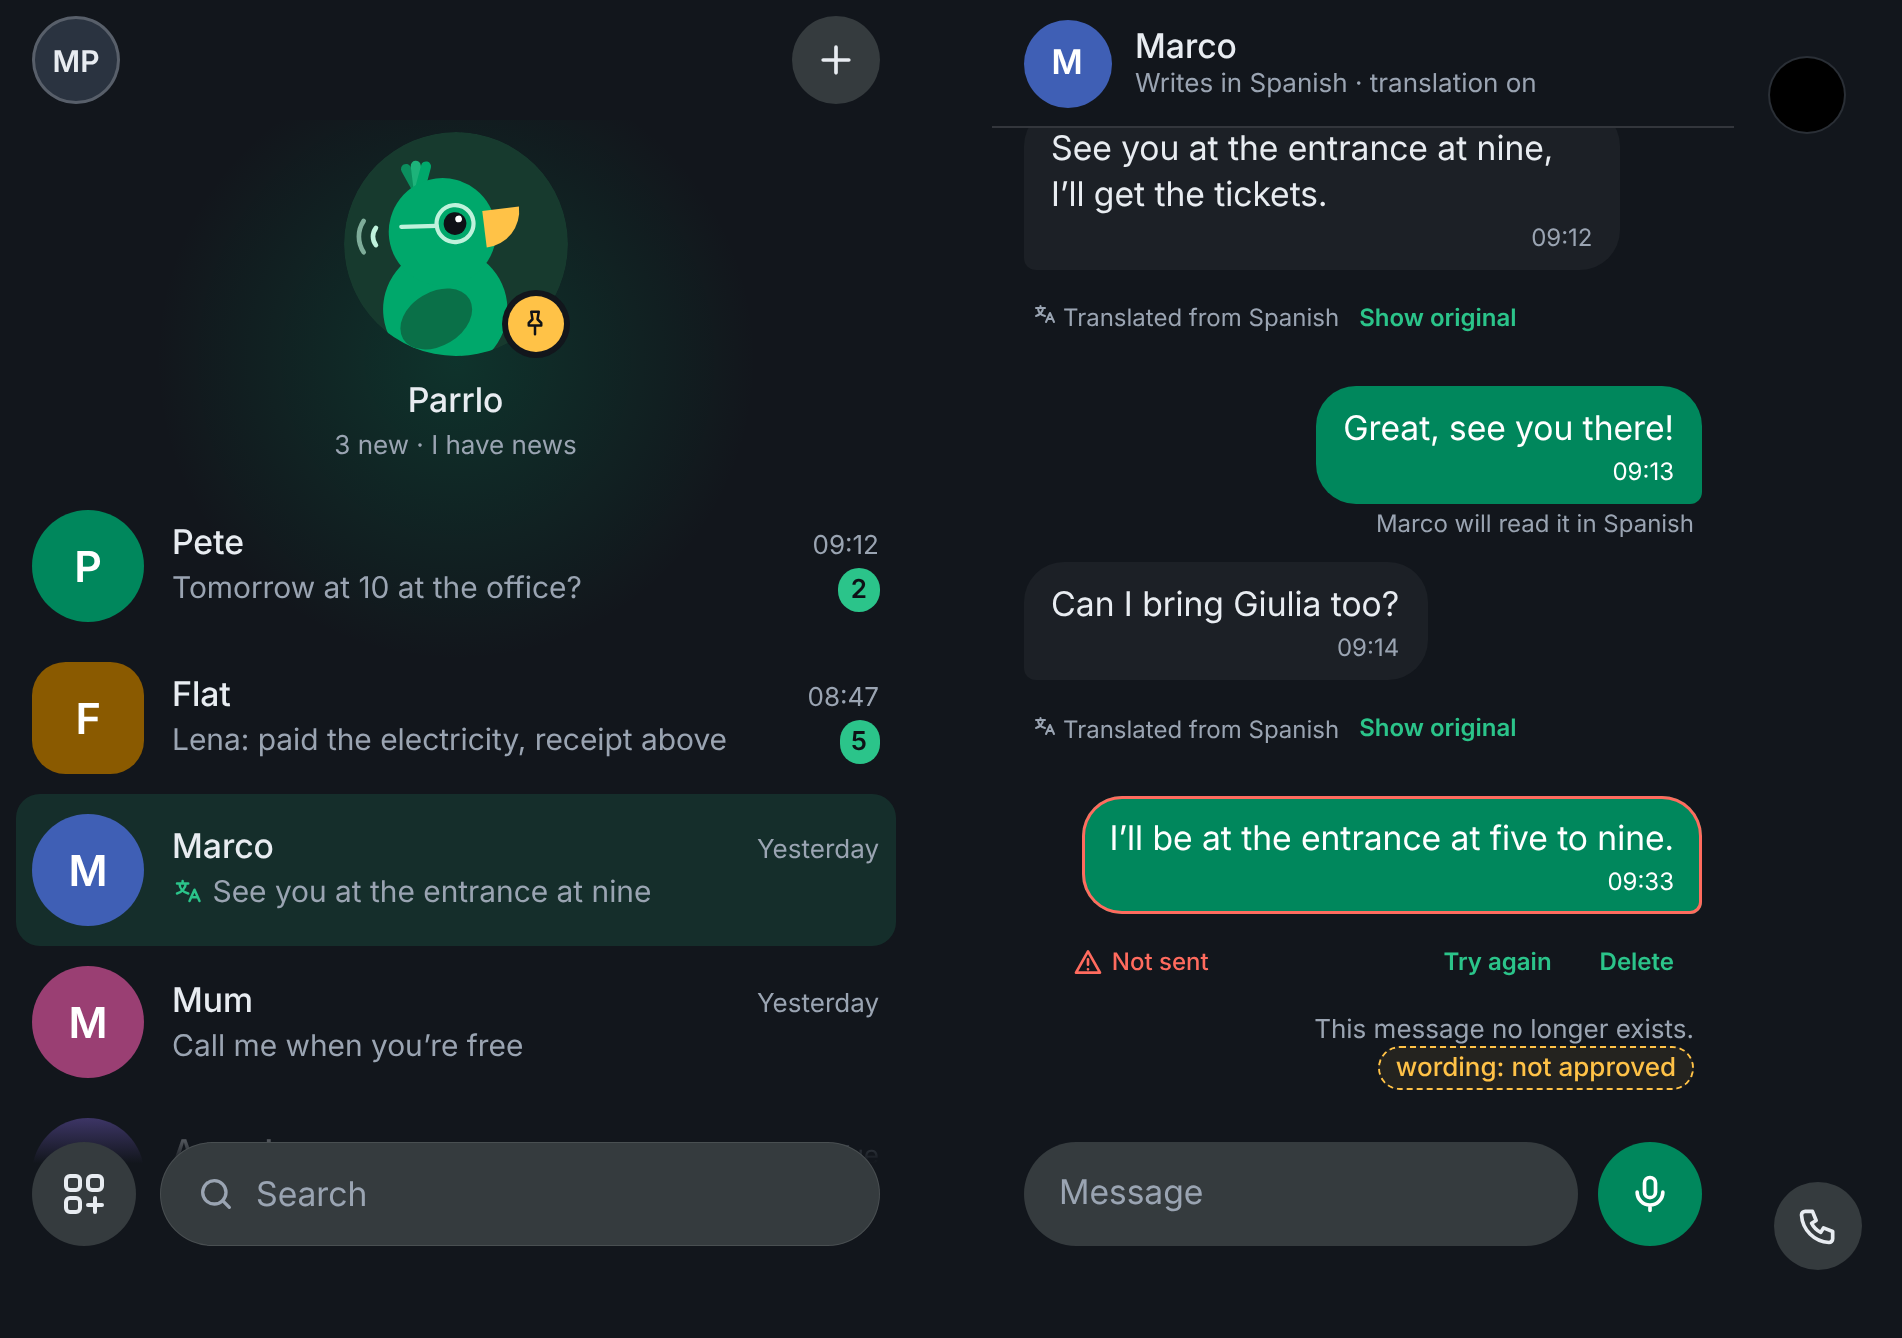 MP
Parrlo
3 new · I have news
P
Pete
09:12
Tomorrow at 10 at the office?
2
F
Flat
08:47
Lena: paid the electricity, receipt above
5
M
Marco
Yesterday
See you at the entrance at nine
M
Mum
Yesterday
Call me when you’re free
Search
M
Marco
Writes in Spanish · translation on
See you at the entrance at nine,
I’ll get the tickets.
09:12
Translated from Spanish Show original
Great, see you there!
09:13
Marco will read it in Spanish
Can I bring Giulia too?
09:14
Translated from Spanish Show original
I’ll be at the entrance at five to nine.
09:33
Not sent Try again Delete
This message no longer exists.
wording: not approved
Message